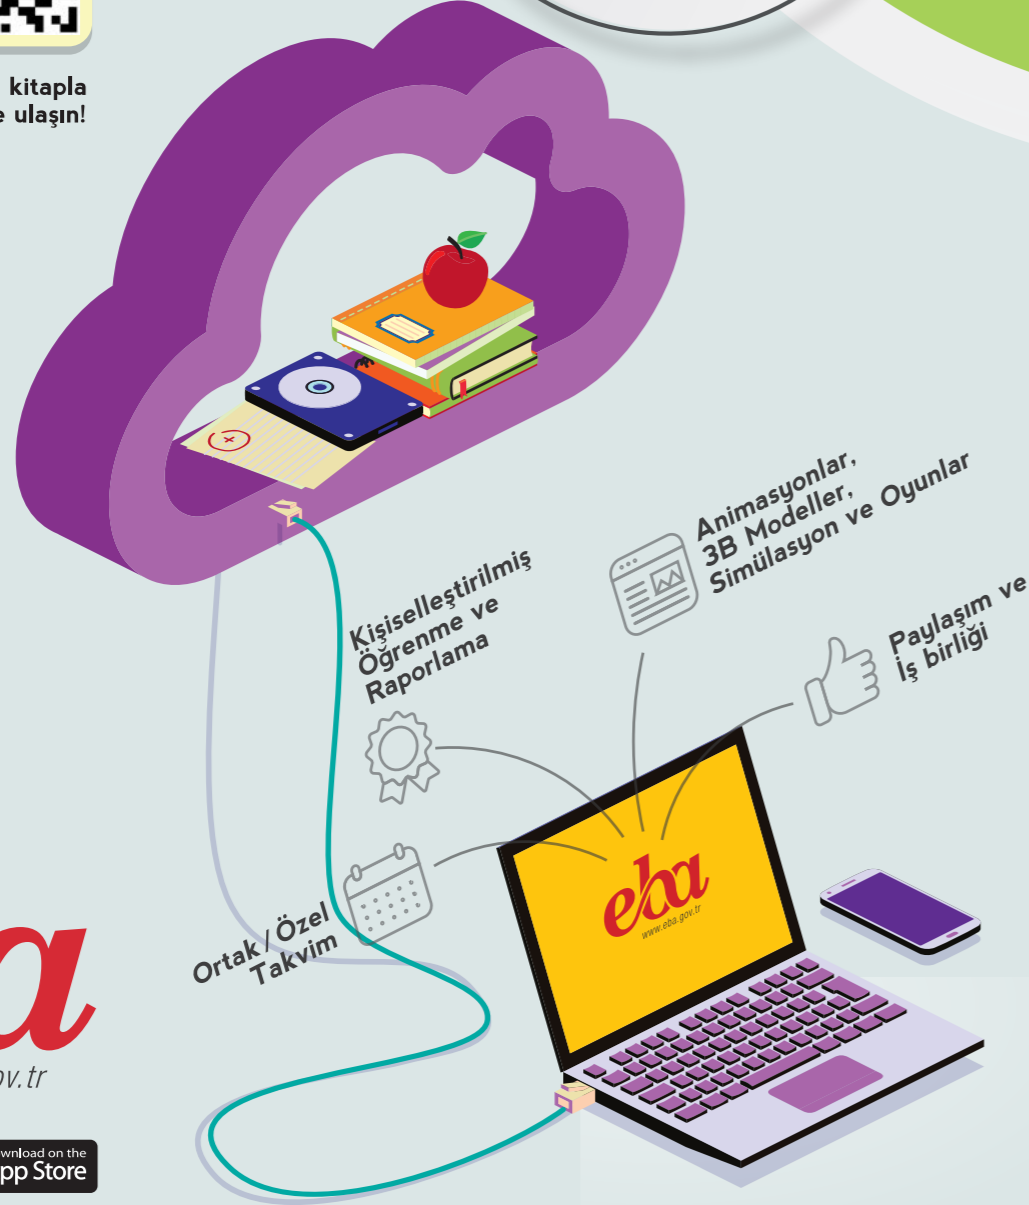 kitapla
ulaşın!
Animasyonlar,
3B Modeller,
Simülasyon ve Oyunlar
Kişiselleştirilmiş
Öğrenme ve
Raporlama
Paylaşım ve
İş birliği
Ortak / Özel
Takvim
eba
www.eba.gov.tr
a
ov.tr
wnload on the
pp Store